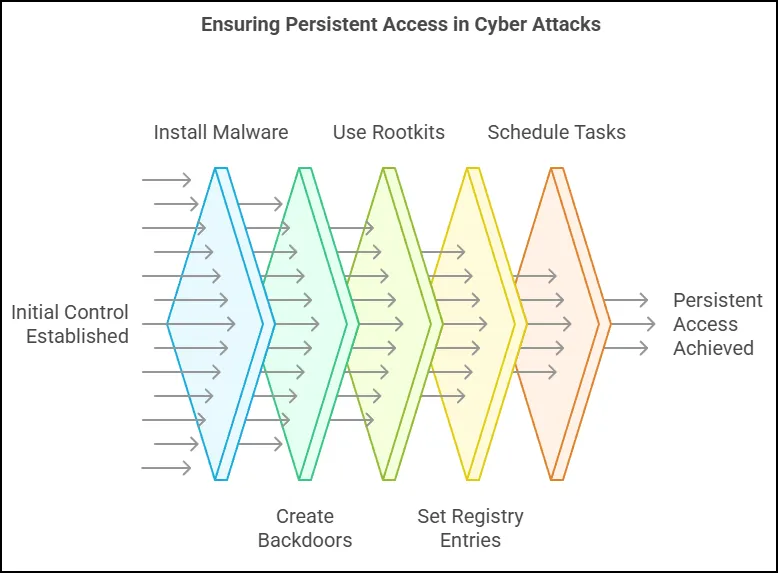 Ensuring Persistent Access in Cyber Attacks
Install Malware
Use Rootkits
Schedule Tasks
Initial Control
Established
Persistent
Access
Achieved
Create
Backdoors
Set Registry
Entries